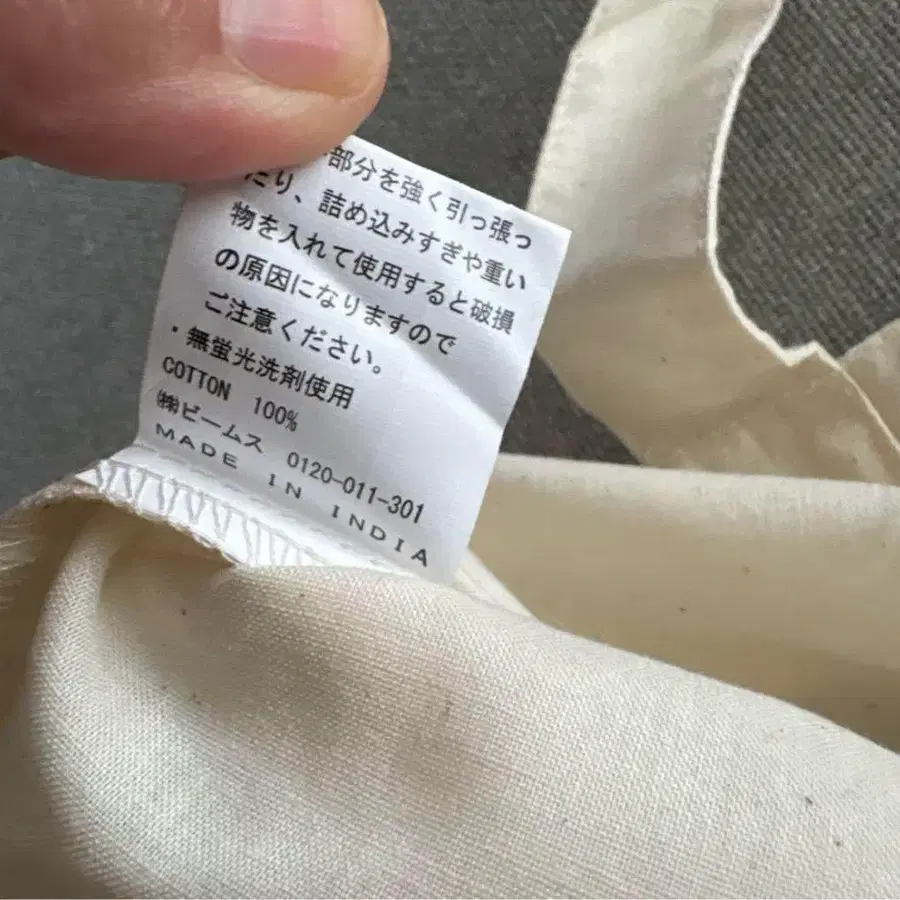 部分を強く引っ張っ
たり、詰め込みすぎや重い
物を入れて使用すると破損
の原因になりますので
ご注意ください。
・無蛍光洗剤使用
COTTON 100%
㈱ビームス 0120-011-301
MADE IN INDIA